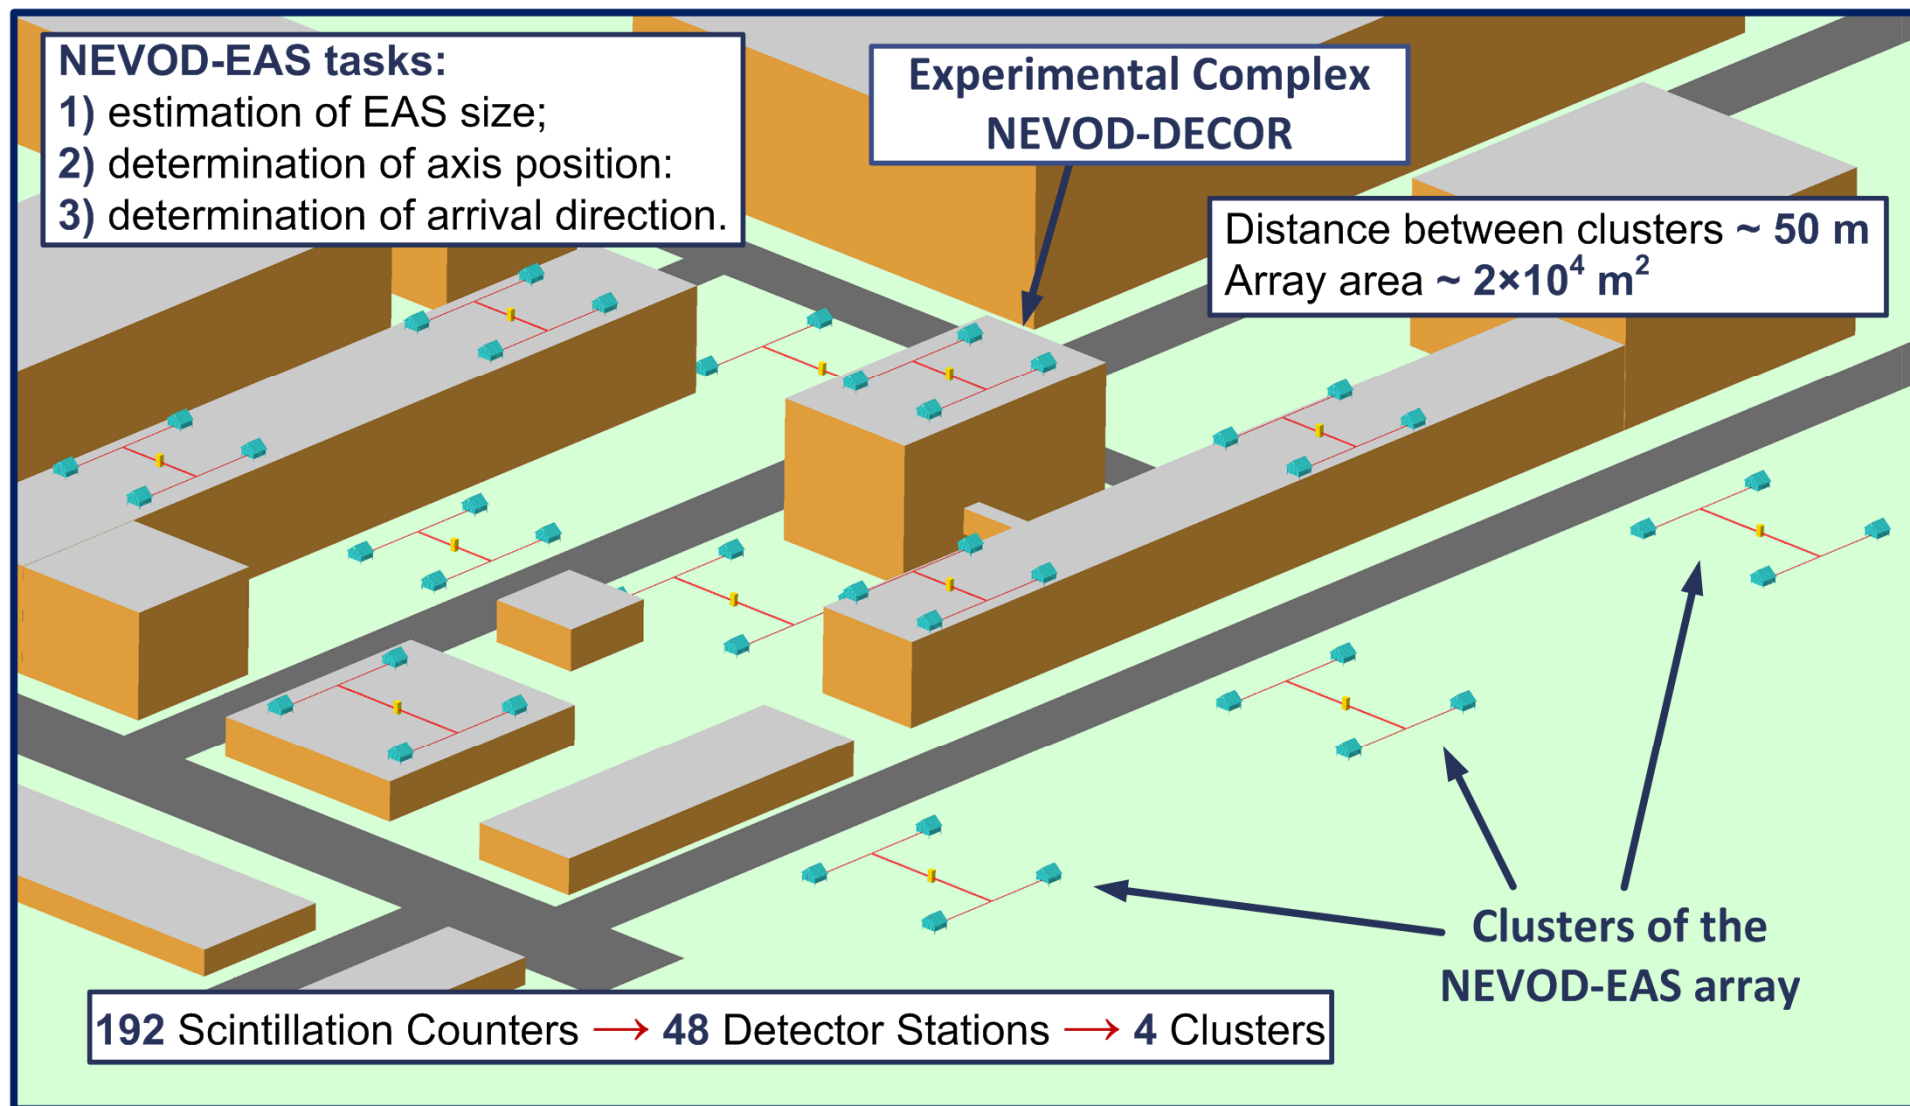 NEVOD-EAS tasks:
1) estimation of EAS size;
2) determination of axis position:
3) determination of arrival direction.
Experimental Complex
NEVOD-DECOR
Distance between clusters ~ 50 m
Array area ~ 2×10⁴ m²
Clusters of the
NEVOD-EAS array
192 Scintillation Counters → 48 Detector Stations → 4 Clusters